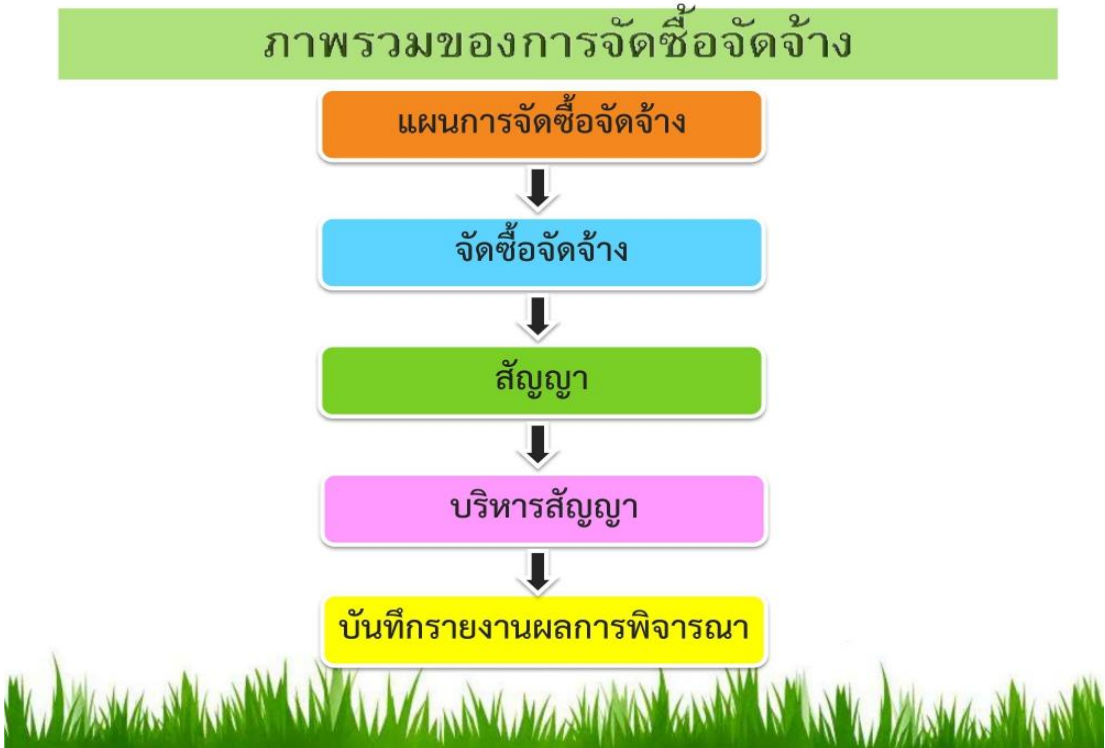 ภาพรวมของการจัดซื้อจัดจ้าง
แผนการจัดซื้อจัดจ้าง
จัดซื้อจัดจ้าง
สัญญา
บริหารสัญญา
บันทึกรายงานผลการพิจารณา